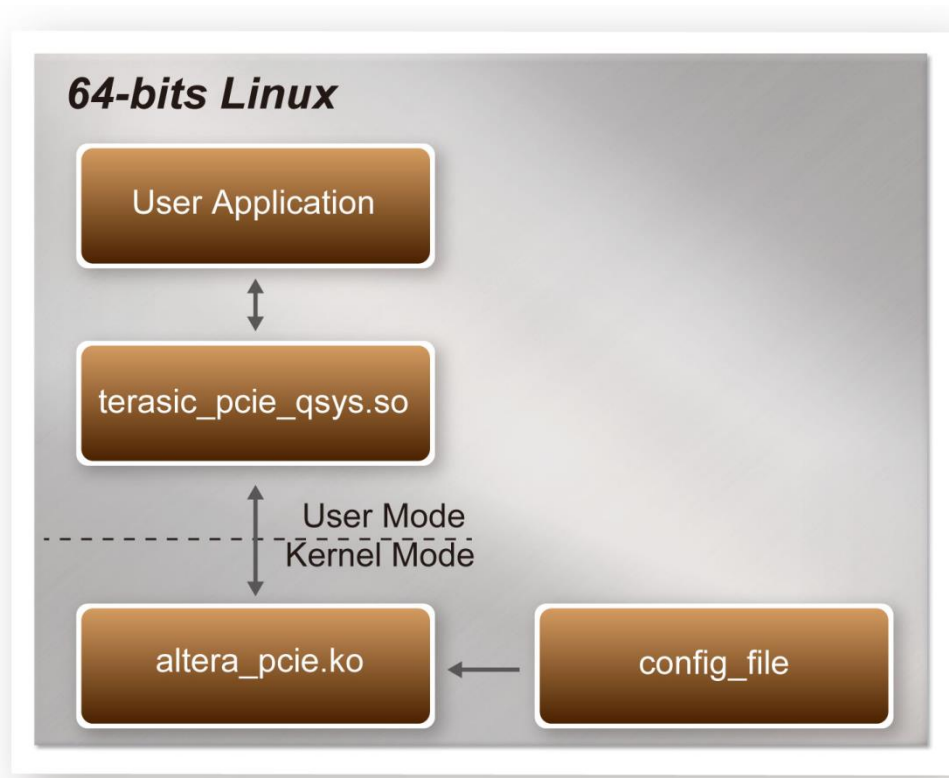 64-bits Linux
User Application
terasic_pcie_qsys.so
User Mode
Kernel Mode
altera_pcie.ko
config_file